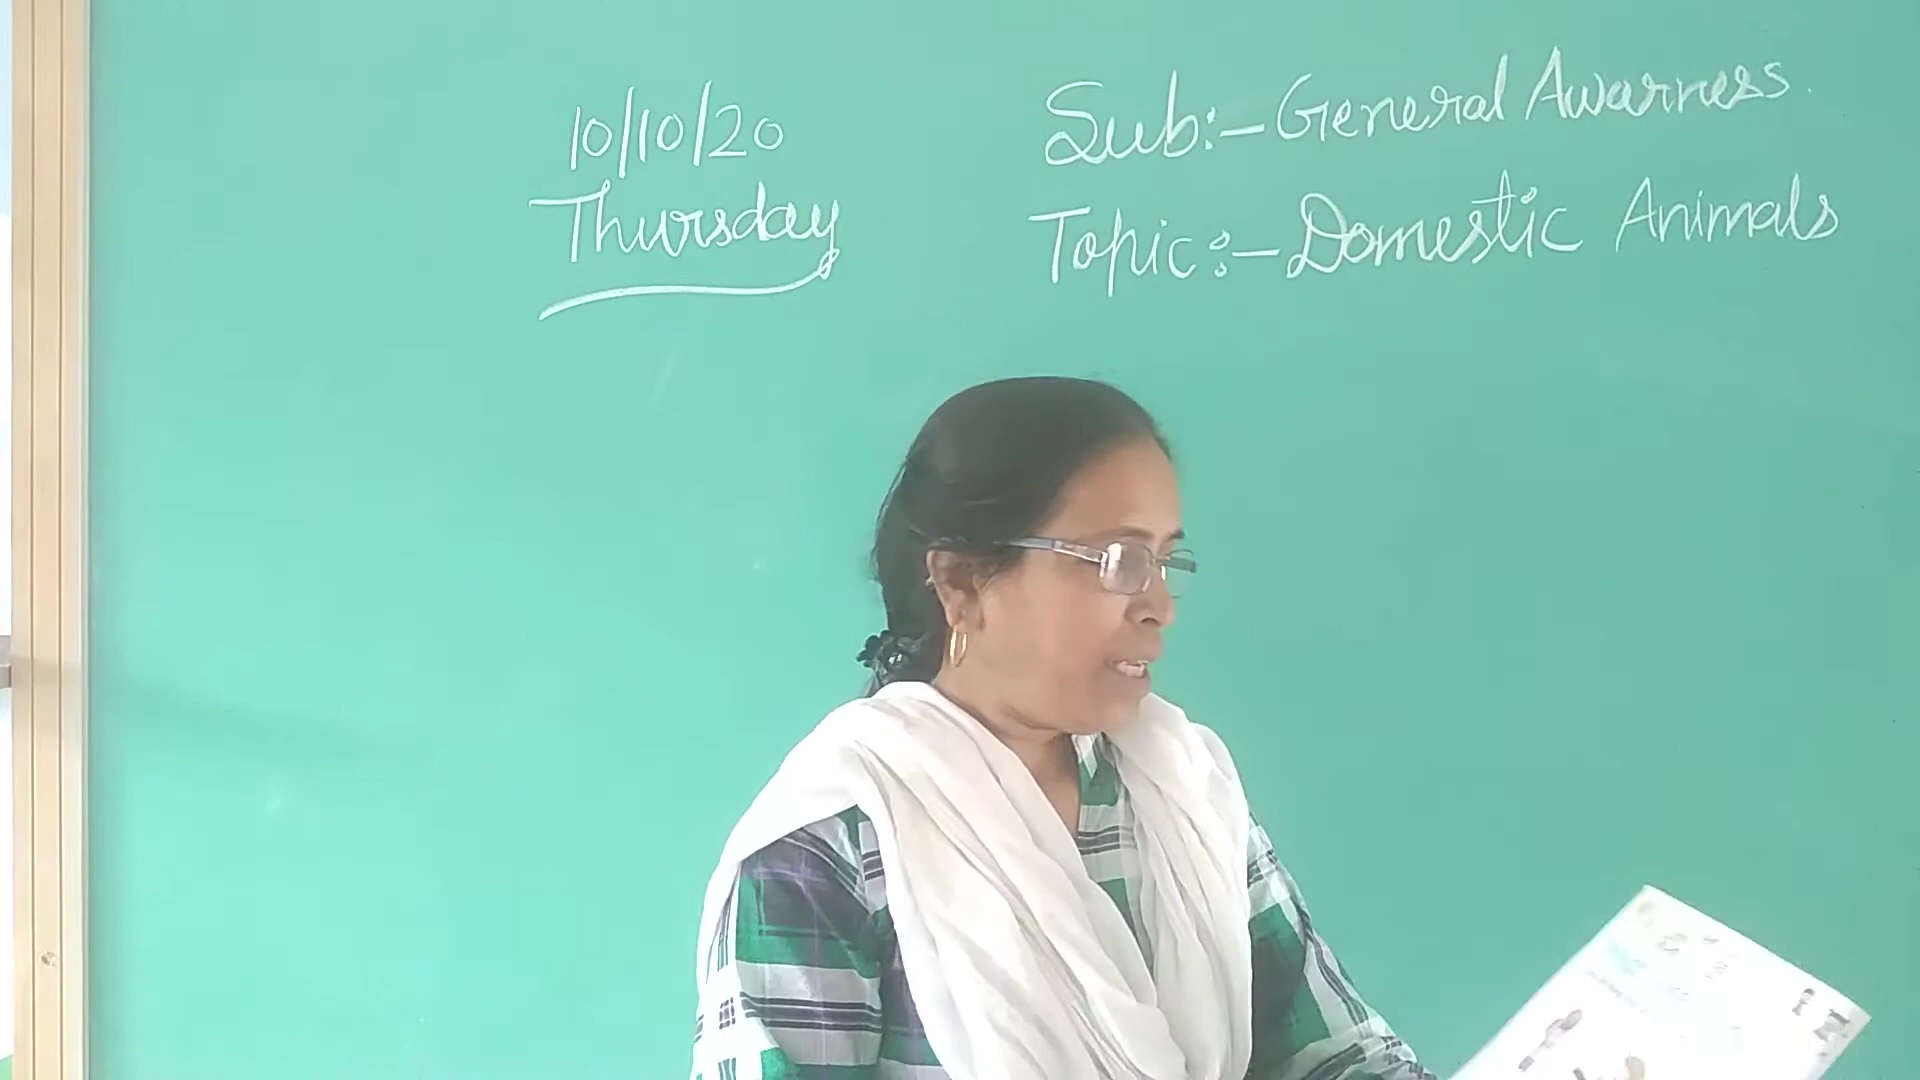 10/10/20
Thursday
Sub:- General Awarness.
Topic:- Domestic Animals